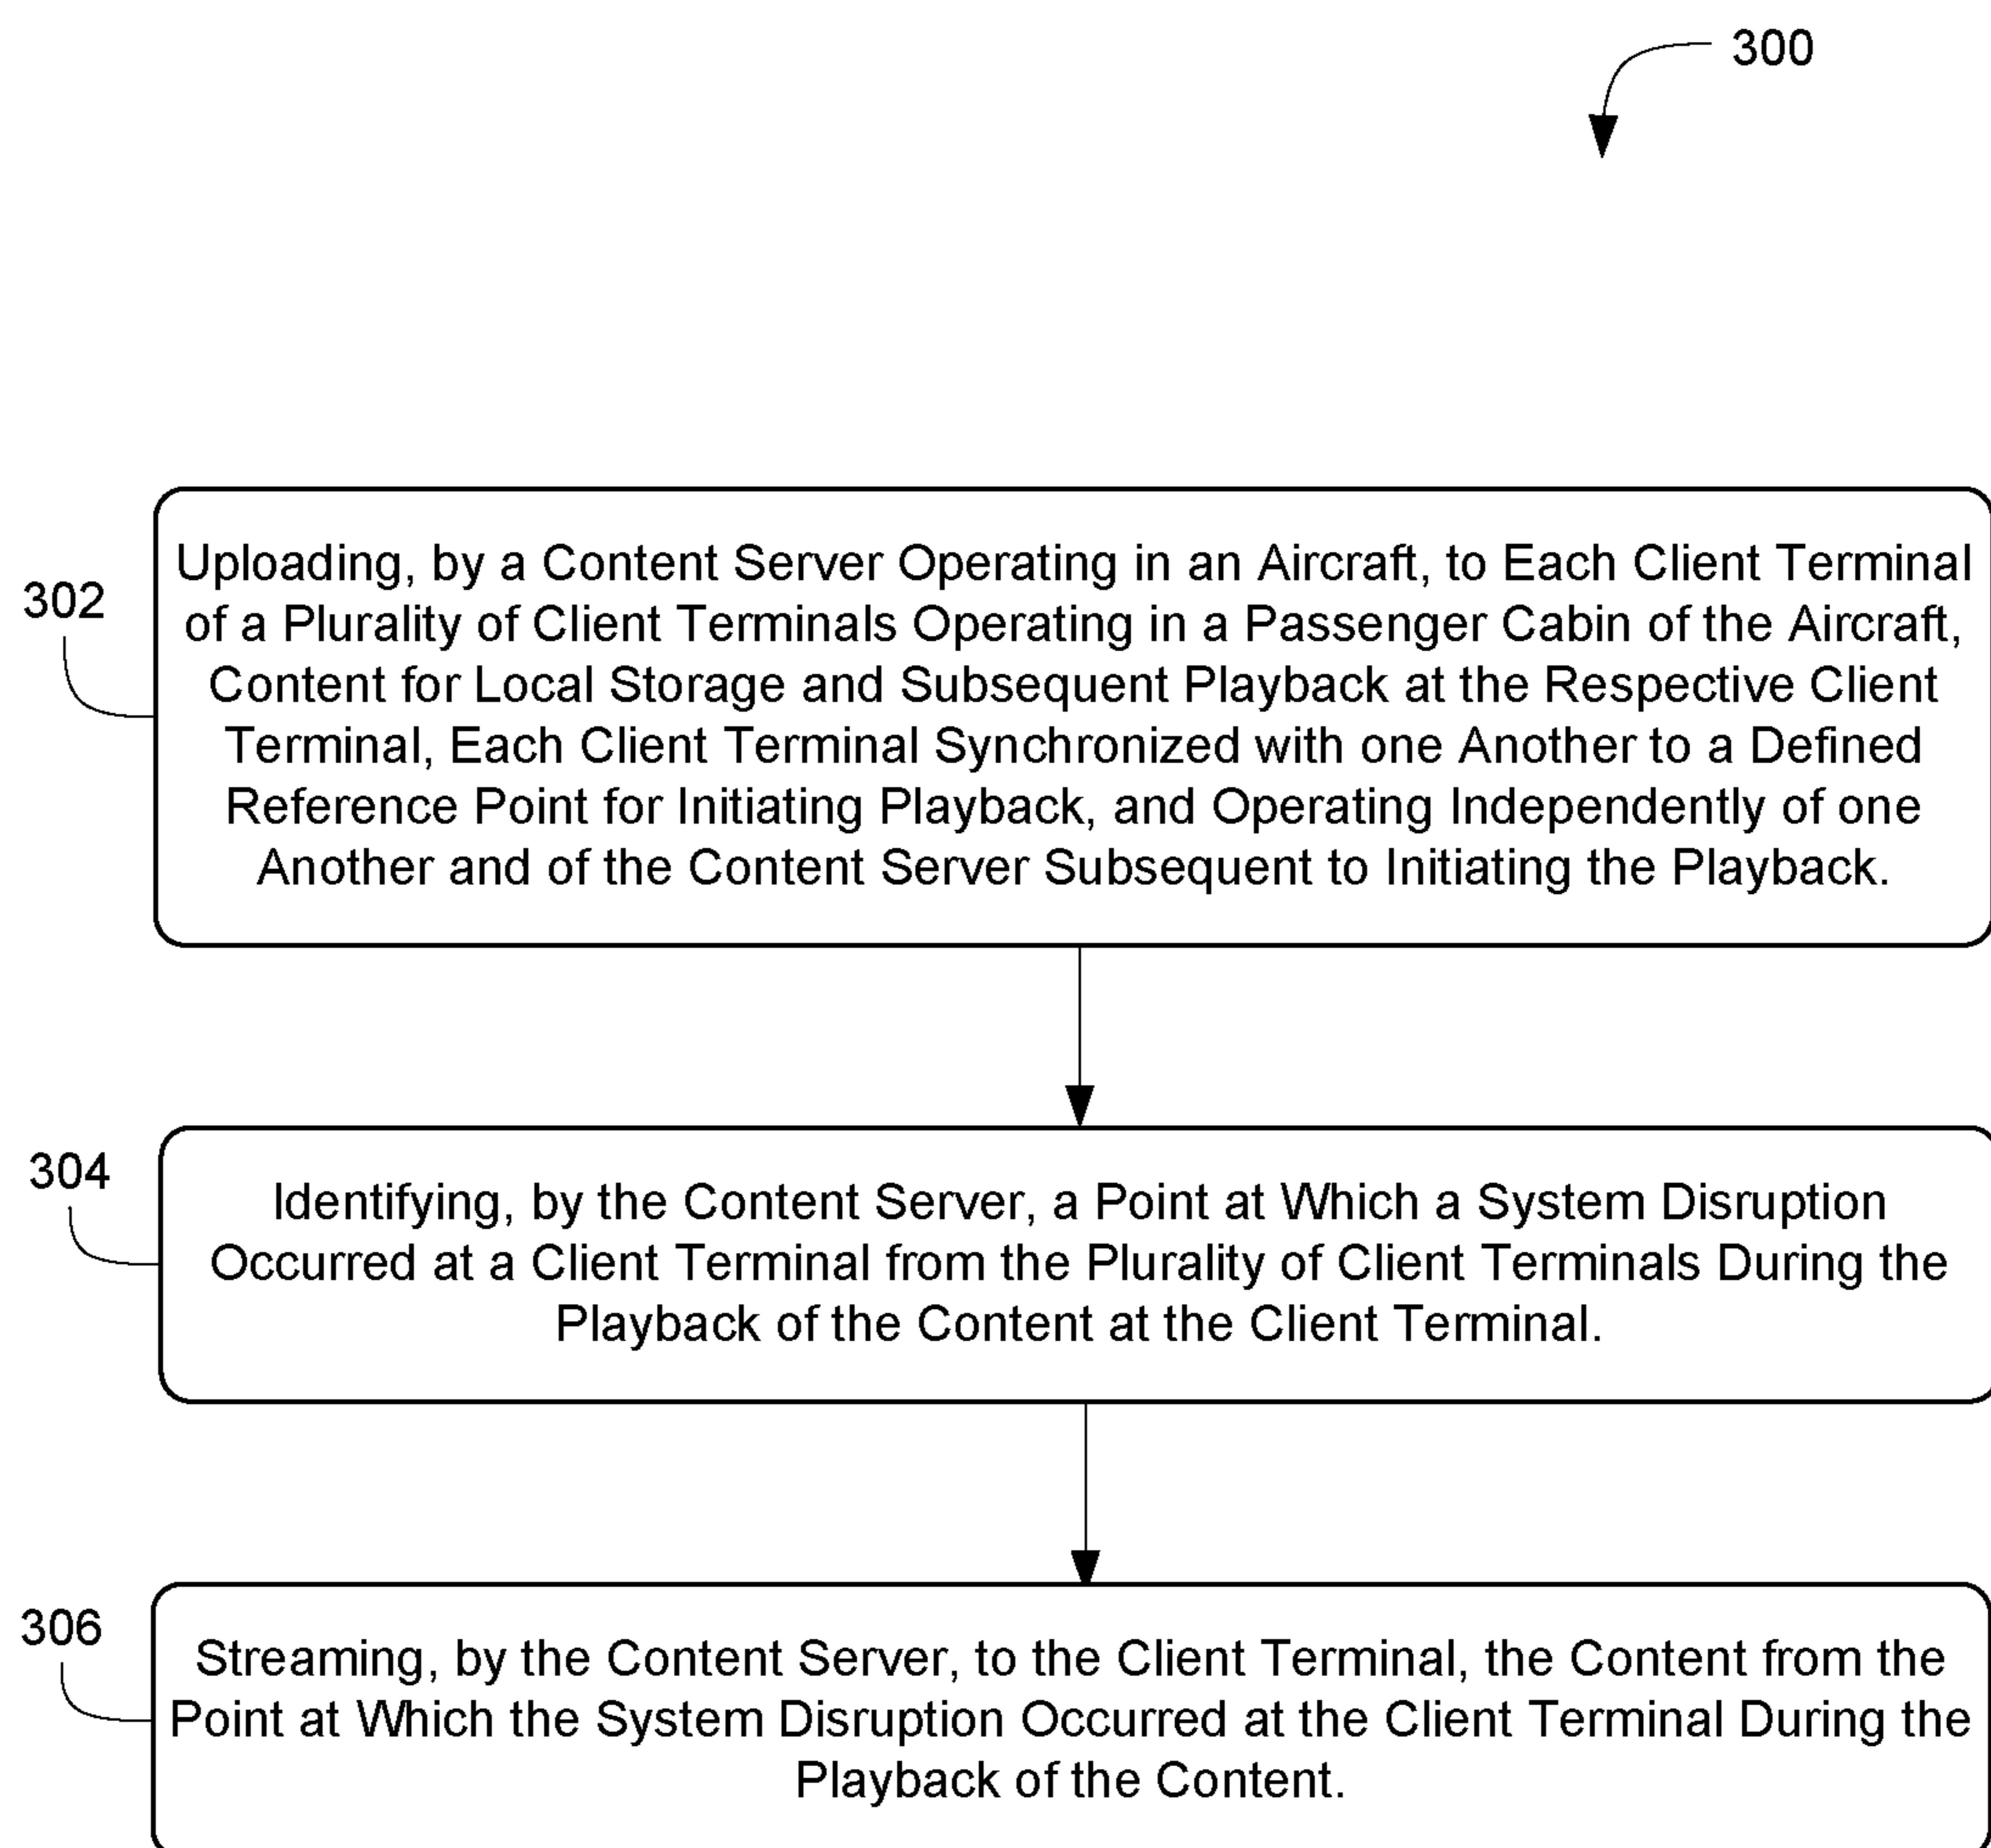 300
302
Uploading, by a Content Server Operating in an Aircraft, to Each Client Terminal
of a Plurality of Client Terminals Operating in a Passenger Cabin of the Aircraft,
Content for Local Storage and Subsequent Playback at the Respective Client
Terminal, Each Client Terminal Synchronized with one Another to a Defined
Reference Point for Initiating Playback, and Operating Independently of one
Another and of the Content Server Subsequent to Initiating the Playback.
304
Identifying, by the Content Server, a Point at Which a System Disruption
Occurred at a Client Terminal from the Plurality of Client Terminals During the
Playback of the Content at the Client Terminal.
306
Streaming, by the Content Server, to the Client Terminal, the Content from the
Point at Which the System Disruption Occurred at the Client Terminal During the
Playback of the Content.